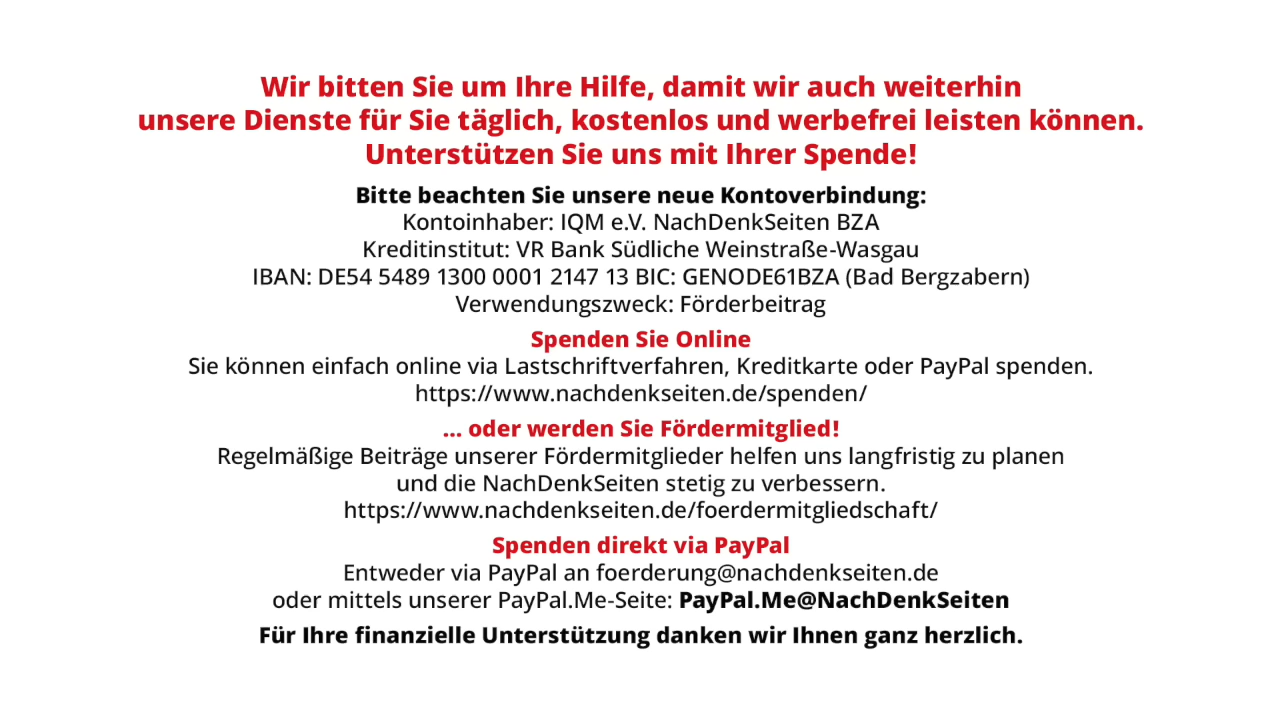 Wir bitten Sie um Ihre Hilfe, damit wir auch weiterhin
unsere Dienste für Sie täglich, kostenlos und werbefrei leisten können.
Unterstützen Sie uns mit Ihrer Spende!
Bitte beachten Sie unsere neue Kontoverbindung:
Kontoinhaber: IQM e.V. NachDenkSeiten BZA
Kreditinstitut: VR Bank Südliche Weinstraße-Wasgau
IBAN: DE54 5489 1300 0001 2147 13 BIC: GENODE61BZA (Bad Bergzabern)
Verwendungszweck: Förderbeitrag
Spenden Sie Online
Sie können einfach online via Lastschriftverfahren, Kreditkarte oder PayPal spenden.
https://www.nachdenkseiten.de/spenden/
... oder werden Sie Fördermitglied!
Regelmäßige Beiträge unserer Fördermitglieder helfen uns langfristig zu planen
und die NachDenkSeiten stetig zu verbessern.
https://www.nachdenkseiten.de/foerdermitgliedschaft/
Spenden direkt via PayPal
Entweder via PayPal an foerderung@nachdenkseiten.de
oder mittels unserer PayPal.Me-Seite: PayPal.Me@NachDenkSeiten
Für Ihre finanzielle Unterstützung danken wir Ihnen ganz herzlich.